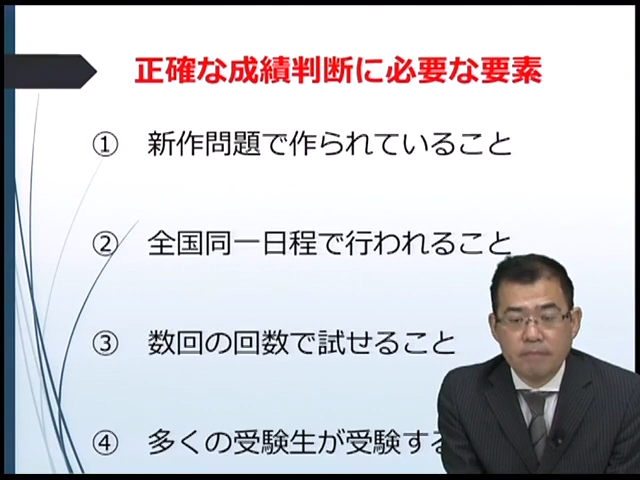 正確な成績判断に必要な要素
① 新作問題で作られていること
② 全国同一日程で行われること
③ 数回の回数で試せること
④ 多くの受験生が受験す